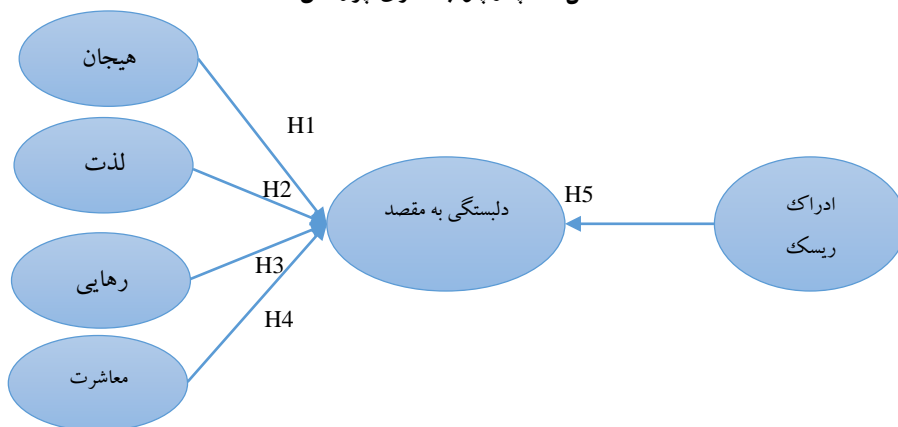 هیجان
H1
لذت
H2
دلبستگی به مقصد
H5
ادراک
ریسک
رهایی
H3
H4
معاشرت